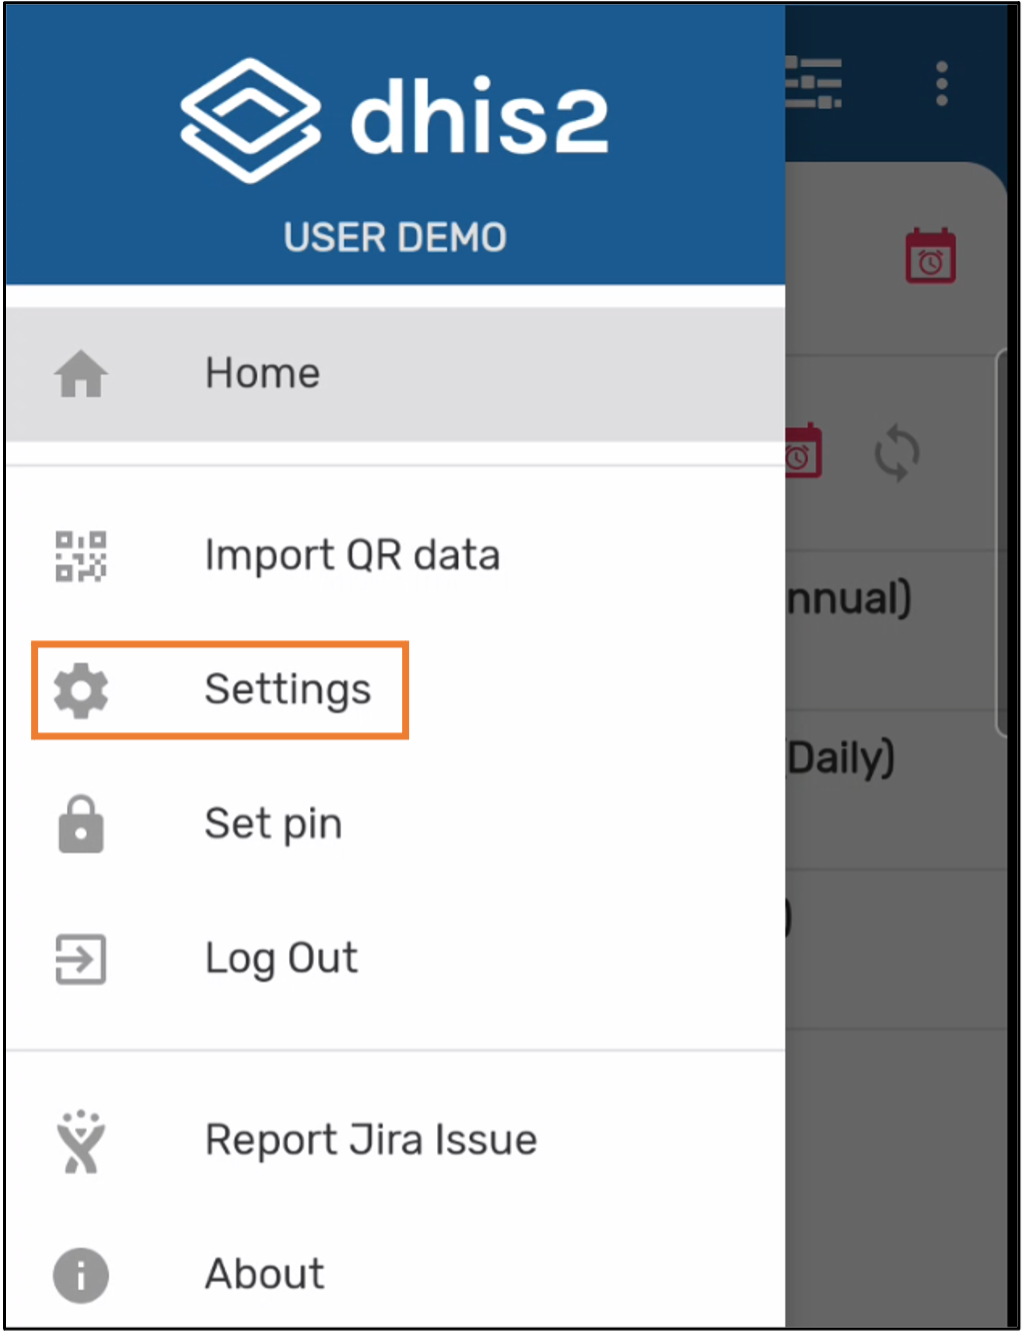 dhis2
USER DEMO
Home
Import QR data
nnual)
Settings
(Daily)
Set pin
)
Log Out
Report Jira Issue
About